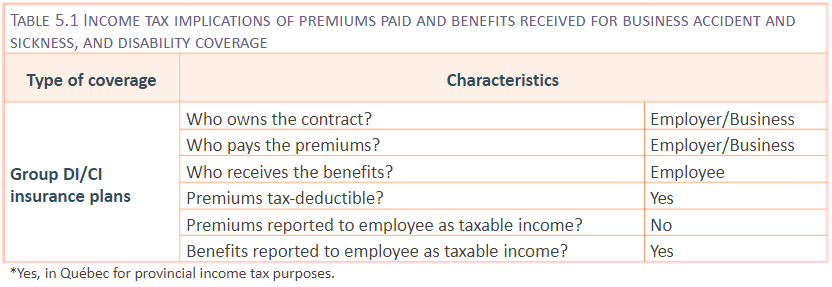 TABLE 5.1 INCOME TAX IMPLICATIONS OF PREMIUMS PAID AND BENEFITS RECEIVED FOR BUSINESS ACCIDENT AND
SICKNESS, AND DISABILITY COVERAGE
Type of coverage Characteristics
Group DI/CI
insurance plans
Who owns the contract? Employer/Business
Who pays the premiums? Employer/Business
Who receives the benefits? Employee
Premiums tax-deductible? Yes
Premiums reported to employee as taxable income? No
Benefits reported to employee as taxable income? Yes
*Yes, in Québec for provincial income tax purposes.